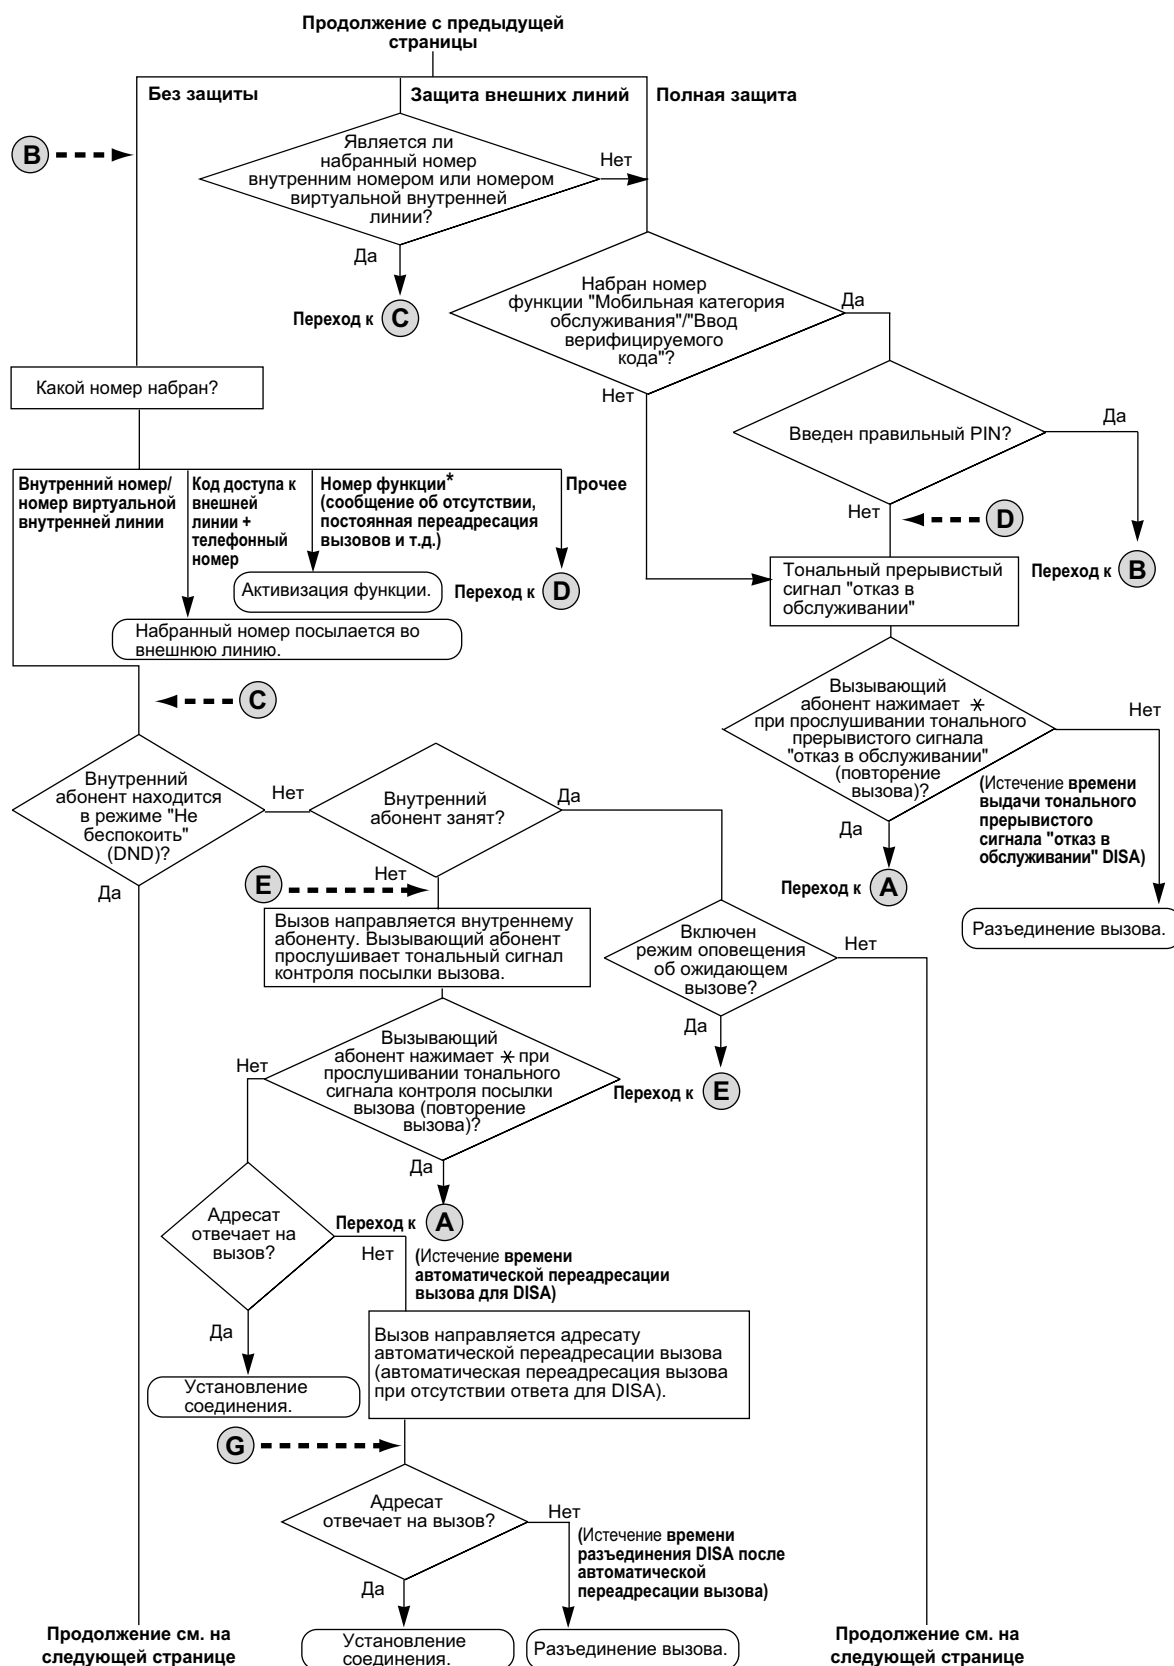 Продолжение с предыдущей
страницы
Без защиты
Защита внешних линий
Полная защита
B
Является ли
набранный номер
внутренним номером или номером
виртуальной внутренней
линии?
Нет
Да
Переход к C
Набран номер
функции "Мобильная категория
обслуживания"/"Ввод
верифицируемого
кода"?
Да
Нет
Какой номер набран?
Введен правильный PIN?
Да
Нет
D
Переход к B
Внутренний номер/
номер виртуальной
внутренней линии
Код доступа к
внешней
линии +
телефонный
номер
Номер функции*
(сообщение об отсутствии,
постоянная переадресация
вызовов и т.д.)
Прочее
Активизация функции.
Переход к D
Набранный номер посылается во
внешнюю линию.
Тональный прерывистый
сигнал "отказ в
обслуживании"
C
Вызывающий
абонент нажимает ✳
при прослушивании тонального
прерывистого сигнала
"отказ в обслуживании"
(повторение
вызова)?
Нет
(Истечение времени
выдачи тонального
прерывистого
сигнала "отказ в
обслуживании" DISA)
Да
Переход к A
Разъединение вызова.
Внутренний
абонент находится
в режиме "Не
беспокоить"
(DND)?
Нет
Да
Внутренний
абонент занят?
Да
Нет
E
Вызов направляется внутреннему
абоненту. Вызывающий абонент
прослушивает тональный сигнал
контроля посылки вызова.
Включен
режим оповещения
об ожидающем
вызове?
Нет
Да
Переход к E
Вызывающий
абонент нажимает ✳ при
прослушивании тонального
сигнала контроля посылки
вызова (повторение
вызова)?
Нет
Да
Переход к A
Адресат
отвечает на
вызов?
Нет
(Истечение времени
автоматической переадресации
вызова для DISA)
Да
Установление
соединения.
Вызов направляется адресату
автоматической переадресации вызова
(автоматическая переадресация вызова
при отсутствии ответа для DISA).
G
Адресат
отвечает на вызов?
Нет
(Истечение времени
разъединения DISA после
автоматической
переадресации вызова)
Да
Установление
соединения.
Разъединение вызова.
Продолжение см. на
следующей странице
Продолжение см. на
следующей странице